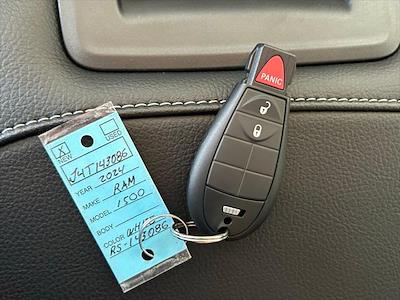 PANIC
X NEW USED
J4T143086
YEAR 2024
MAKE RAM
MODEL 1500
BODY
COLOR WHITE
RS-143086